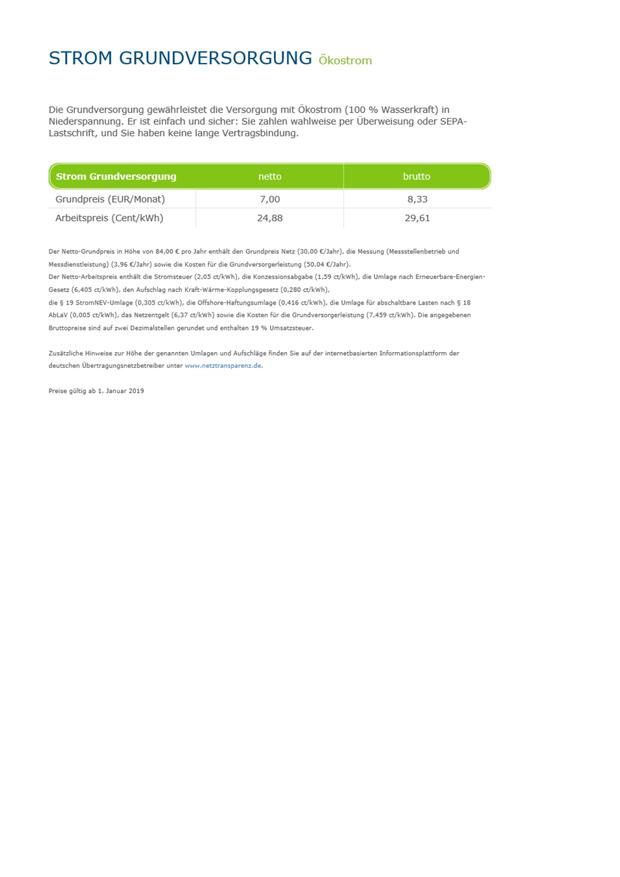 STROM GRUNDVERSORGUNG Ökostrom
Die Grundversorgung gewährleistet die Versorgung mit Ökostrom (100 % Wasserkraft) in
Niederspannung. Er ist einfach und sicher: Sie zahlen wahlweise per Überweisung oder SEPA-
Lastschrift, und Sie haben keine lange Vertragsbindung.
Strom Grundversorgung netto brutto
Grundpreis (EUR/Monat) 7,00 8,33
Arbeitspreis (Cent/kWh) 24,88 29,61
Der Netto-Grundpreis in Höhe von 84,00 € pro Jahr enthält den Grundpreis Netz (30,00 €/Jahr), die Messung (Messstellenbetrieb und
Messdienstleistung) (3,96 €/Jahr) sowie die Kosten für die Grundversorgerleistung (50,04 €/Jahr).
Der Netto-Arbeitspreis enthält die Stromsteuer (2,05 ct/kWh), die Konzessionsabgabe (1,59 ct/kWh), die Umlage nach Erneuerbare-Energien-
Gesetz (6,405 ct/kWh), den Aufschlag nach Kraft-Wärme-Kopplungsgesetz (0,280 ct/kWh),
die § 19 StromNEV-Umlage (0,305 ct/kWh), die Offshore-Haftungsumlage (0,416 ct/kWh), die Umlage für abschaltbare Lasten nach § 18
AbLaV (0,005 ct/kWh), das Netzentgelt (6,37 ct/kWh) sowie die Kosten für die Grundversorgerleistung (7,459 ct/kWh). Die angegebenen
Bruttopreise sind auf zwei Dezimalstellen gerundet und enthalten 19 % Umsatzsteuer.
Zusätzliche Hinweise zur Höhe der genannten Umlagen und Aufschläge finden Sie auf der internetbasierten Informationsplattform der
deutschen Übertragungsnetzbetreiber unter www.netztransparenz.de.
Preise gültig ab 1. Januar 2019